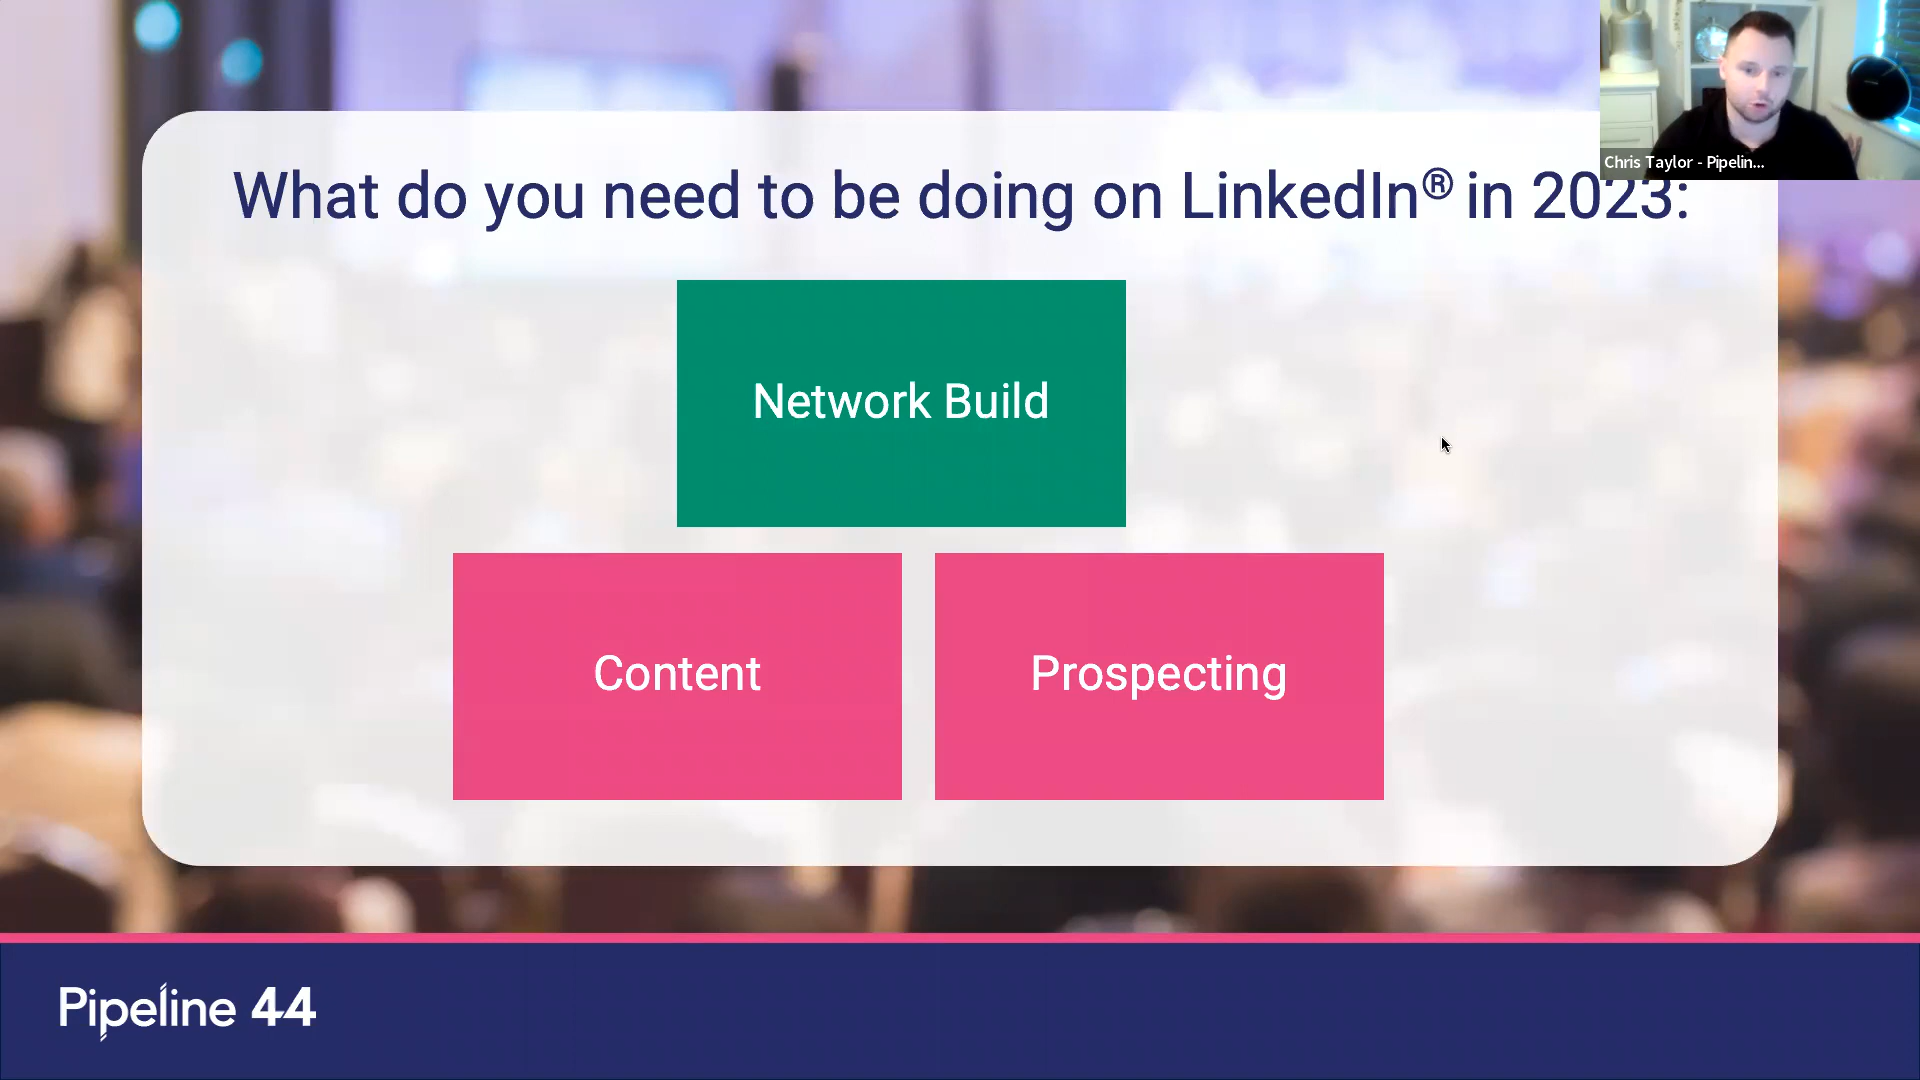 What do you need to be doing on LinkedIn® in 2023:
Chris Taylor - Pipelin...
Network Build
Content
Prospecting
Pipeline 44